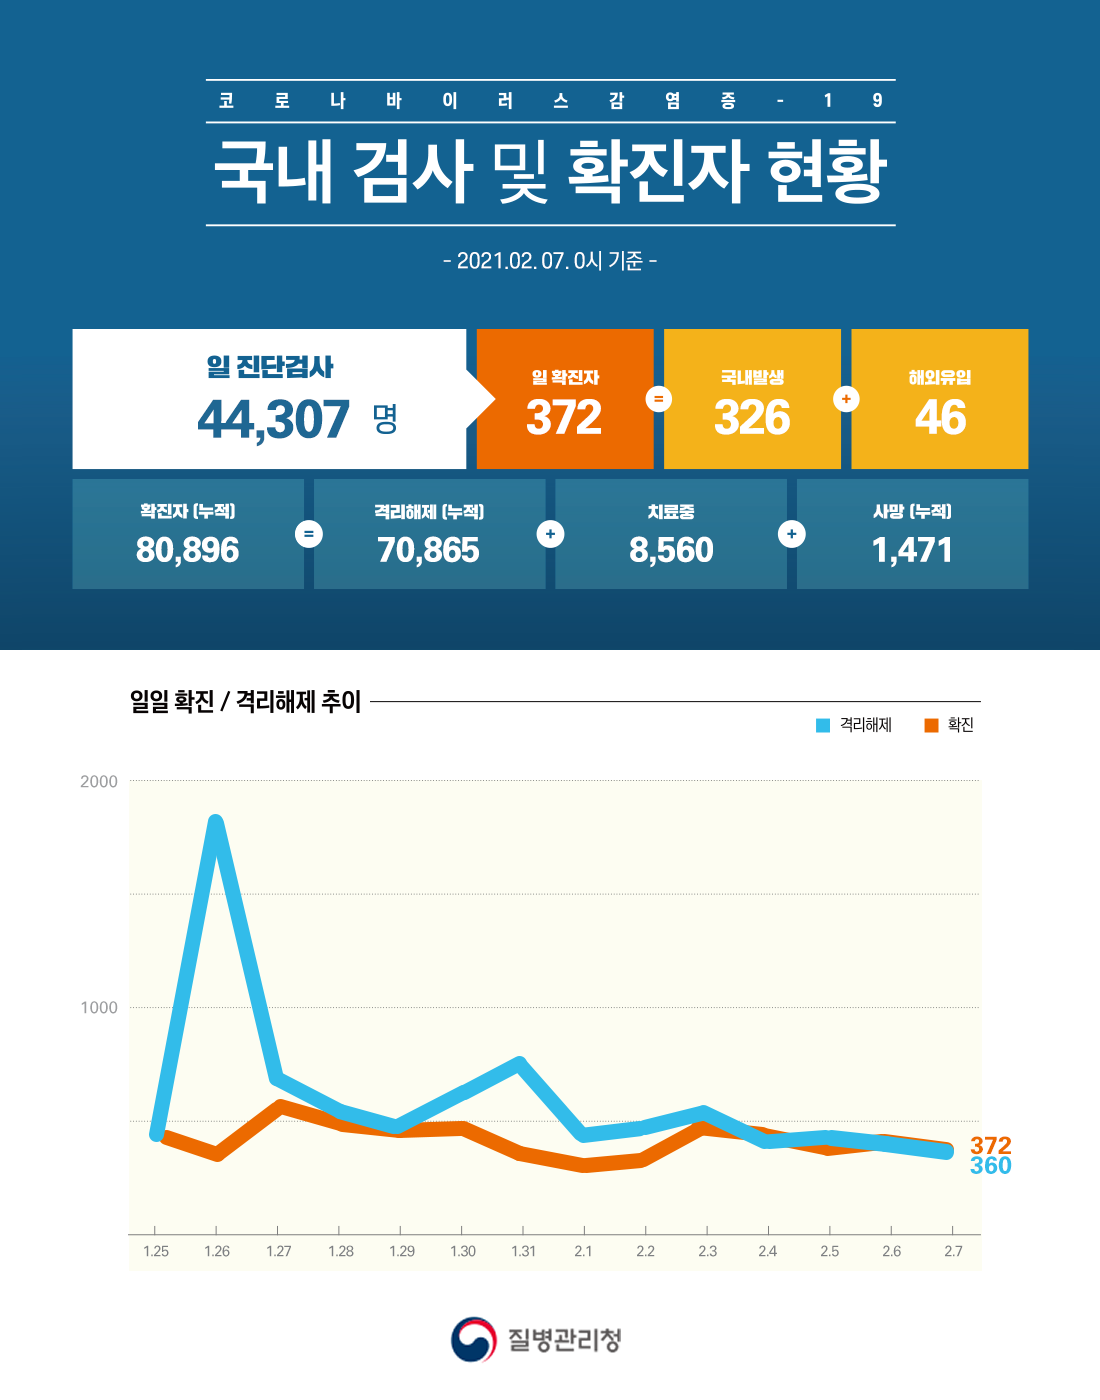 코로나바이러스감염증-19
국내 검사 및 확진자 현황
- 2021.02. 07. 0시 기준 -
일 진단검사
44,307 명
일 확진자
372
=
국내발생
326
+
해외유입
46
확진자 (누적)
80,896
=
격리해제 (누적)
70,865
+
치료중
8,560
+
사망 (누적)
1,471
일일 확진 / 격리해제 추이
격리해제 확진
2000
1000
372
360
1.25 1.26 1.27 1.28 1.29 1.30 1.31 2.1 2.2 2.3 2.4 2.5 2.6 2.7
질병관리청